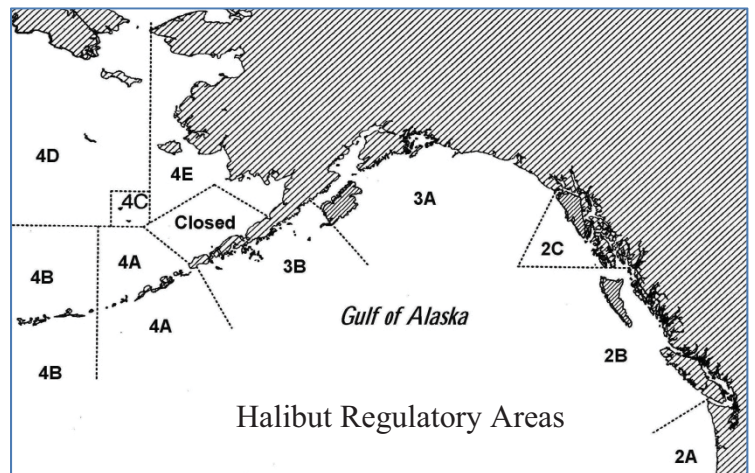 4D
4E
4C
Closed
3A
2C
4B
4A
3B
4A
Gulf of Alaska
4B
2B
Halibut Regulatory Areas
2A